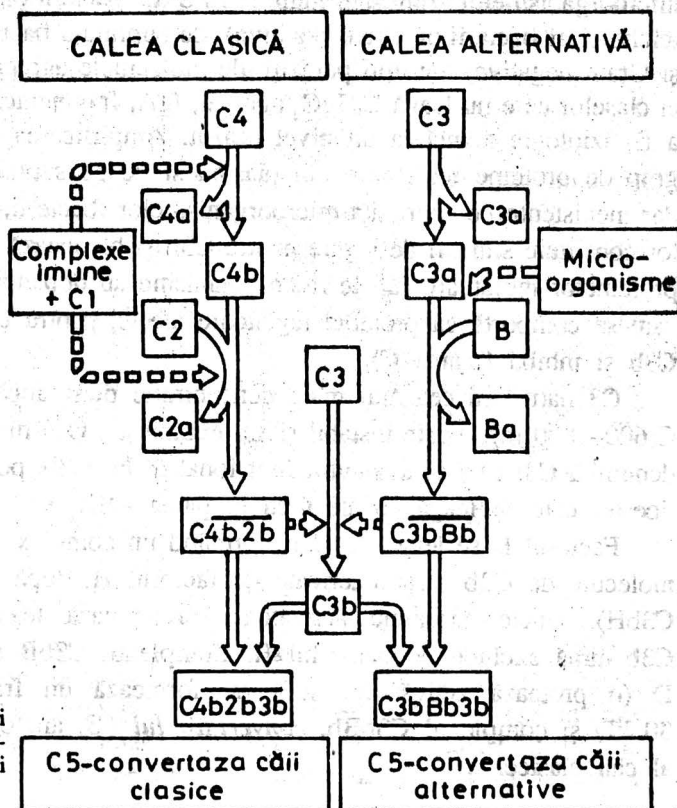 CALEA CLASICĂ
CALEA ALTERNATIVĂ
C4
C3
C4a
C3a
Complexe
imune
+ C1
C4b
C3a
Micro-
organisme
C2
B
C3
C2a
Ba
C4b2b
C3bBb
C3b
C4b2b3b
C3bBb3b
i
i
C5-convertaza căii
clasice
C5-convertaza căii
alternative